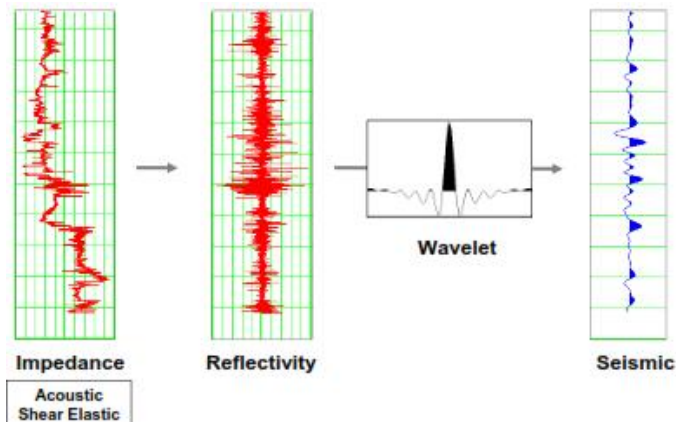 Wavelet
Impedance
Reflectivity
Seismic
Acoustic
Shear Elastic